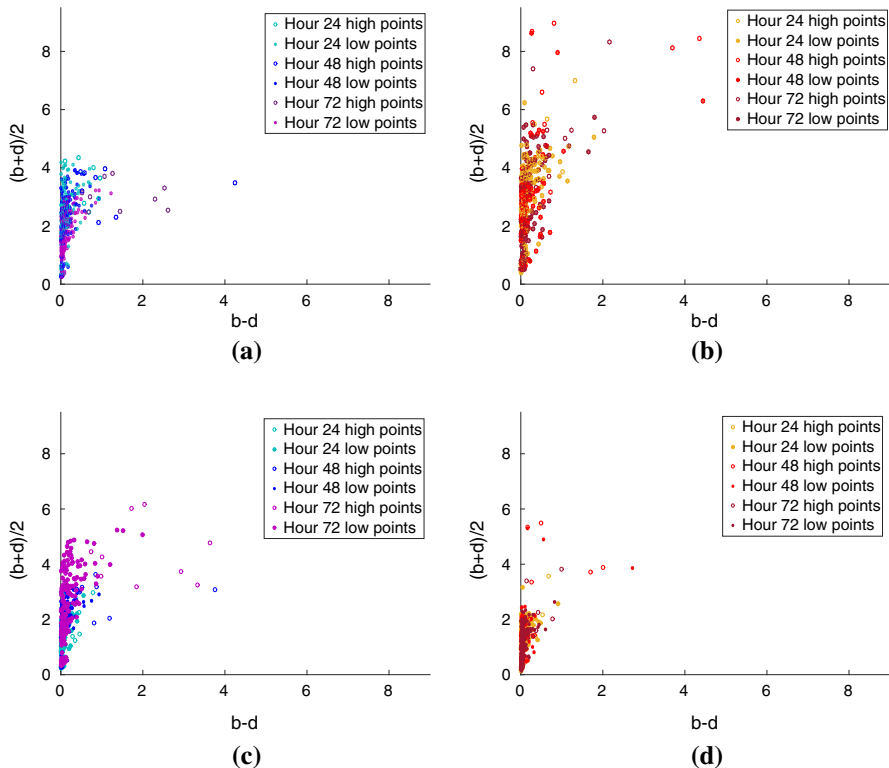 8
6
4
2
0
(b+d)/2
0
2
4
6
8
b-d
Hour 24 high points
Hour 24 low points
Hour 48 high points
Hour 48 low points
Hour 72 high points
Hour 72 low points
(a)
8
6
4
2
0
(b+d)/2
0
2
4
6
8
b-d
Hour 24 high points
Hour 24 low points
Hour 48 high points
Hour 48 low points
Hour 72 high points
Hour 72 low points
(b)
8
6
4
2
0
(b+d)/2
0
2
4
6
8
b-d
Hour 24 high points
Hour 24 low points
Hour 48 high points
Hour 48 low points
Hour 72 high points
Hour 72 low points
(c)
8
6
4
2
0
(b+d)/2
0
2
4
6
8
b-d
Hour 24 high points
Hour 24 low points
Hour 48 high points
Hour 48 low points
Hour 72 high points
Hour 72 low points
(d)